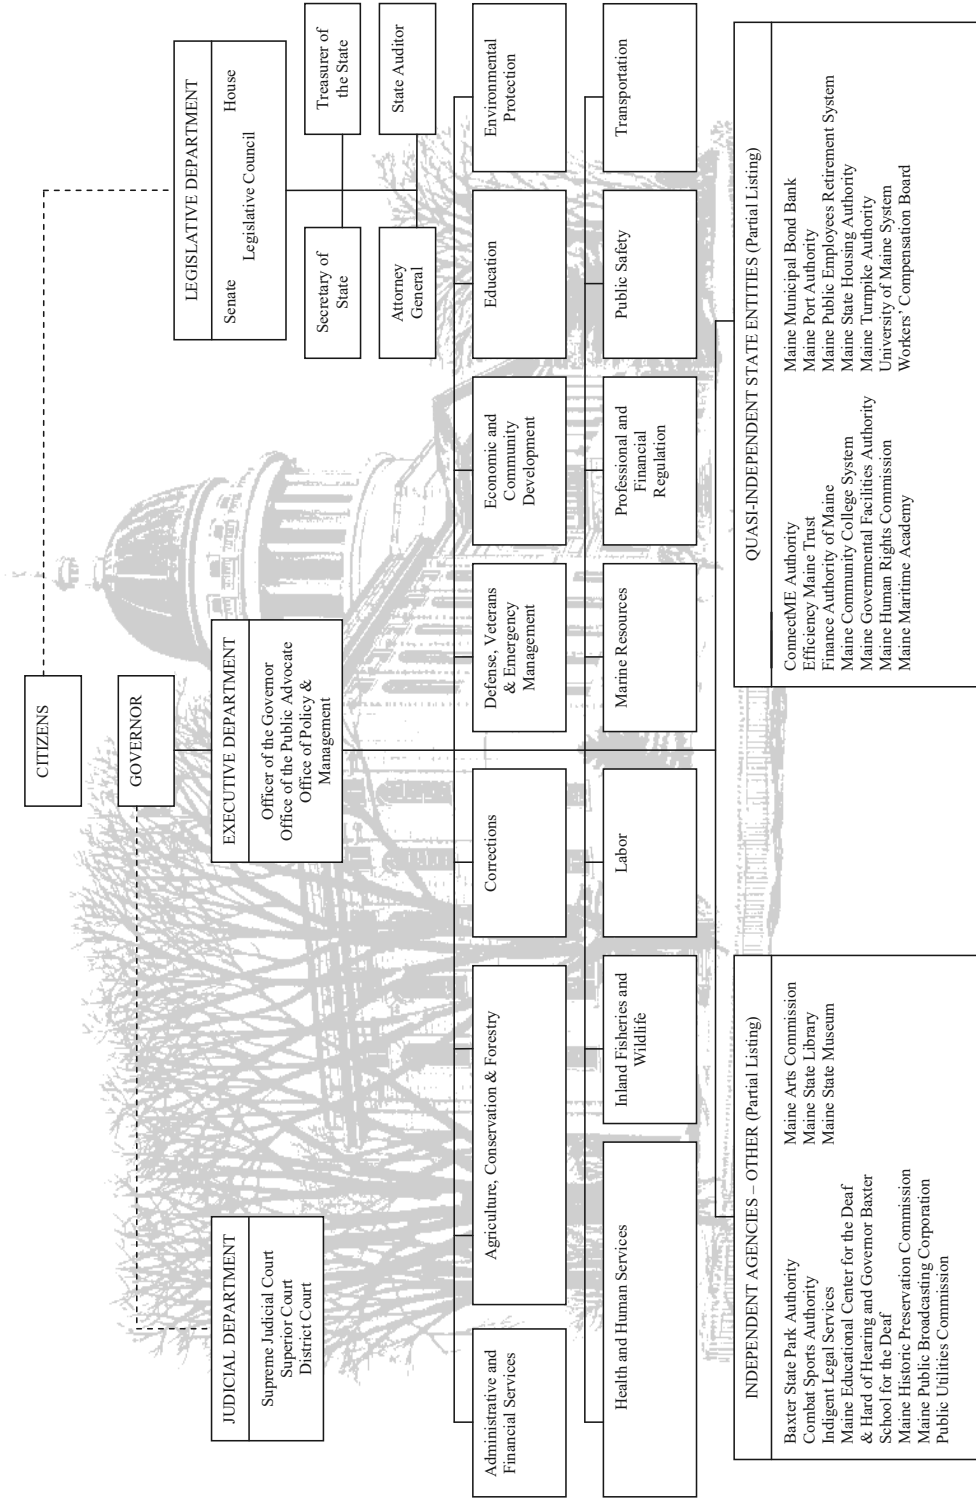 CITIZENS
GOVERNOR
JUDICIAL DEPARTMENT
Supreme Judicial Court
Superior Court
District Court
EXECUTIVE DEPARTMENT
Officer of the Governor
Office of the Public Advocate
Office of Policy &
Management
LEGISLATIVE DEPARTMENT
Senate House
Legislative Council
Secretary of
State
Treasurer of
the State
Attorney
General
State Auditor
Administrative and
Financial Services
Agriculture, Conservation & Forestry
Corrections
Defense, Veterans
& Emergency
Management
Economic and
Community
Development
Education
Environmental
Protection
Health and Human Services
Inland Fisheries and
Wildlife
Labor
Marine Resources
Professional and
Financial
Regulation
Public Safety
Transportation
INDEPENDENT AGENCIES – OTHER (Partial Listing)
Baxter State Park Authority
Combat Sports Authority
Indigent Legal Services
Maine Educational Center for the Deaf
& Hard of Hearing and Governor Baxter
School for the Deaf
Maine Historic Preservation Commission
Maine Public Broadcasting Corporation
Public Utilities Commission
Maine Arts Commission
Maine State Library
Maine State Museum
QUASI-INDEPENDENT STATE ENTITIES (Partial Listing)
ConnectME Authority
Efficiency Maine Trust
Finance Authority of Maine
Maine Community College System
Maine Governmental Facilities Authority
Maine Human Rights Commission
Maine Maritime Academy
Maine Municipal Bond Bank
Maine Port Authority
Maine Public Employees Retirement System
Maine State Housing Authority
Maine Turnpike Authority
University of Maine System
Workers' Compensation Board